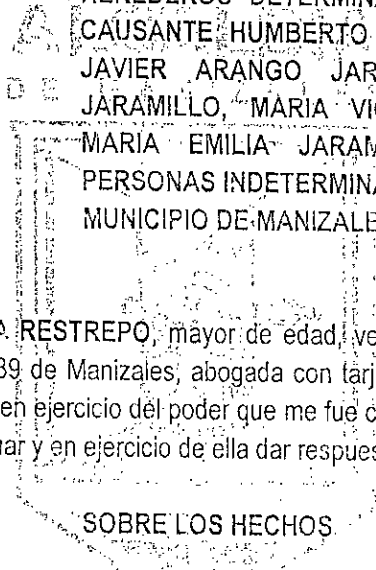 CAUSANTE HUMBERTO
JAVIER ARANGO JAR
JARAMILLO, MARIA VI
MARIA EMILIA JARAM
PERSONAS INDETERMINA
MUNICIPIO DE MANIZALE
RESTREPO, mayor de edad, ve
39 de Manizales, abogada con tarj
en ejercicio del poder que me fue c
ar y en ejercicio de ella dar respues
SOBRE LOS HECHOS